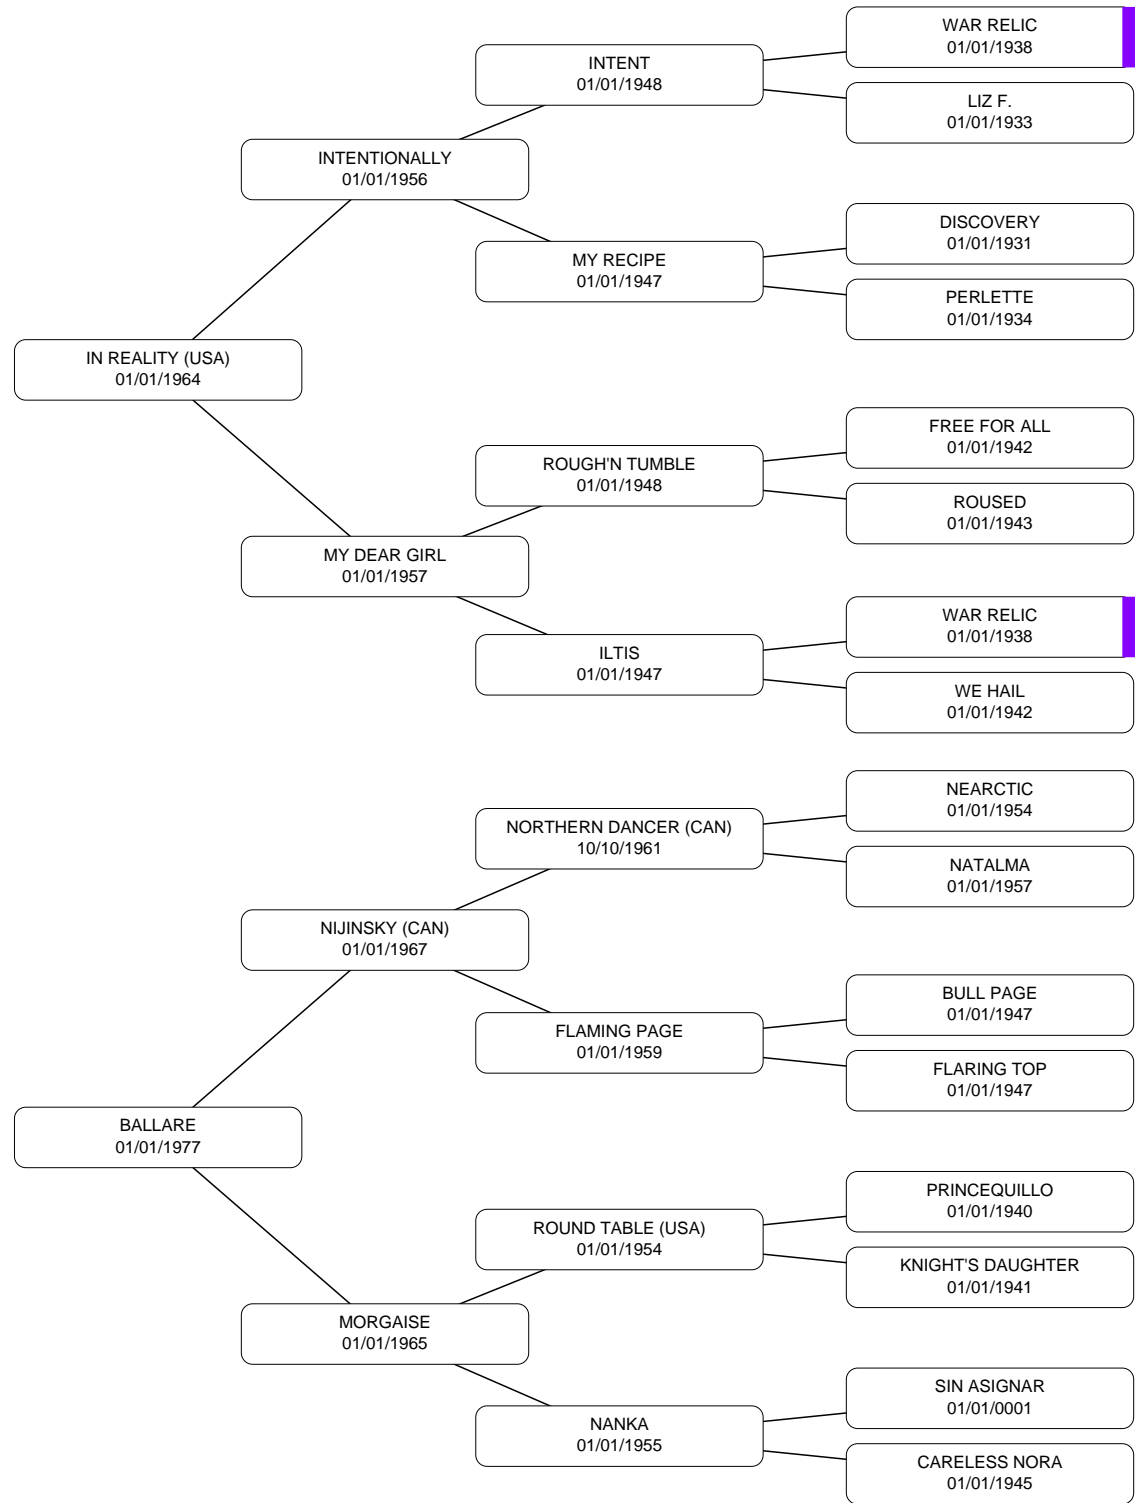 WAR RELIC
01/01/1938
INTENT
01/01/1948
LIZ F.
01/01/1933
INTENTIONALLY
01/01/1956
DISCOVERY
01/01/1931
MY RECIPE
01/01/1947
PERLETTE
01/01/1934
IN REALITY (USA)
01/01/1964
FREE FOR ALL
01/01/1942
ROUGH'N TUMBLE
01/01/1948
ROUSED
01/01/1943
MY DEAR GIRL
01/01/1957
WAR RELIC
01/01/1938
ILTIS
01/01/1947
WE HAIL
01/01/1942
NEARCTIC
01/01/1954
NORTHERN DANCER (CAN)
10/10/1961
NATALMA
01/01/1957
NIJINSKY (CAN)
01/01/1967
BULL PAGE
01/01/1947
FLAMING PAGE
01/01/1959
FLARING TOP
01/01/1947
BALLARE
01/01/1977
PRINCEQUILLO
01/01/1940
ROUND TABLE (USA)
01/01/1954
KNIGHT'S DAUGHTER
01/01/1941
MORGAISE
01/01/1965
SIN ASIGNAR
01/01/0001
NANKA
01/01/1955
CARELESS NORA
01/01/1945